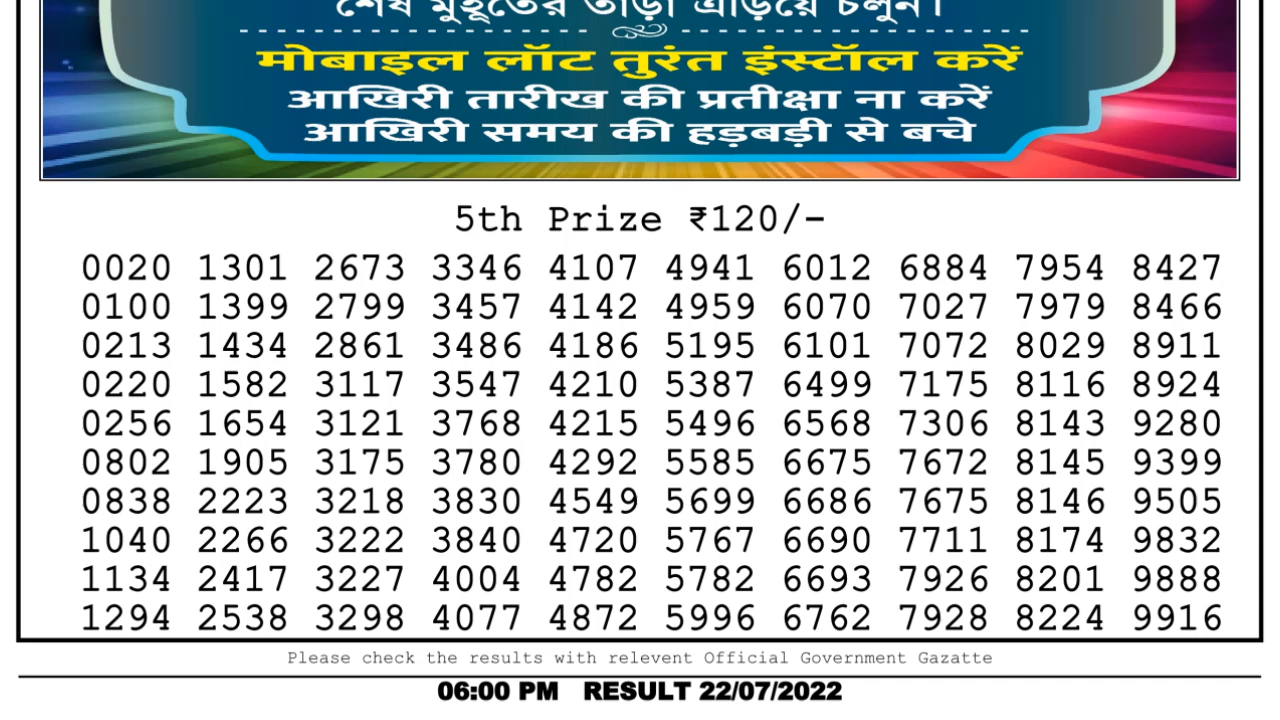 শেষ মুহূর্তের তাড়া এড়িয়ে চলুন।
मोबाइल लॉट तुरंत इंस्टॉल करें
आखिरी तारीख की प्रतीक्षा ना करें
आखिरी समय की हड़बड़ी से बचे
5th Prize ₹120/-
0020 1301 2673 3346 4107 4941 6012 6884 7954 8427
0100 1399 2799 3457 4142 4959 6070 7027 7979 8466
0213 1434 2861 3486 4186 5195 6101 7072 8029 8911
0220 1582 3117 3547 4210 5387 6499 7175 8116 8924
0256 1654 3121 3768 4215 5496 6568 7306 8143 9280
0802 1905 3175 3780 4292 5585 6675 7672 8145 9399
0838 2223 3218 3830 4549 5699 6686 7675 8146 9505
1040 2266 3222 3840 4720 5767 6690 7711 8174 9832
1134 2417 3227 4004 4782 5782 6693 7926 8201 9888
1294 2538 3298 4077 4872 5996 6762 7928 8224 9916
Please check the results with relevent Official Government Gazatte
06:00 PM RESULT 22/07/2022